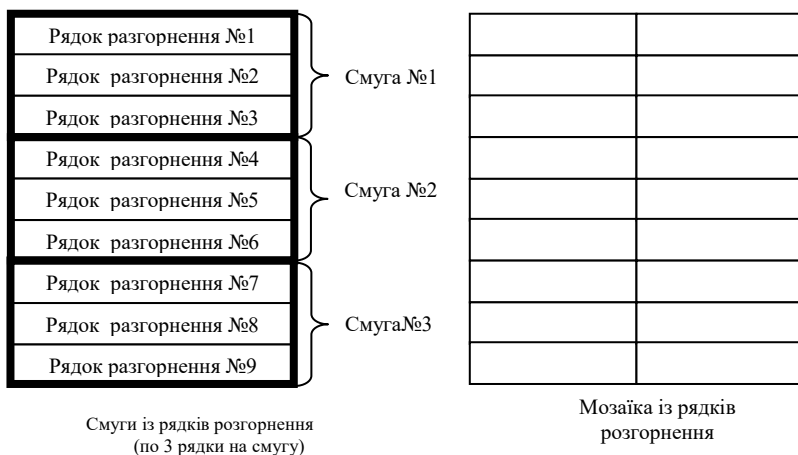 Рядок разгорнення №1
Рядок разгорнення №2
Рядок разгорнення №3
Рядок разгорнення №4
Рядок разгорнення №5
Рядок разгорнення №6
Рядок разгорнення №7
Рядок разгорнення №8
Рядок разгорнення №9
Смуга №1
Смуга №2
Смуга№3
Смуги із рядків розгорнення
(по 3 рядки на смугу)
Мозаїка із рядків
розгорнення